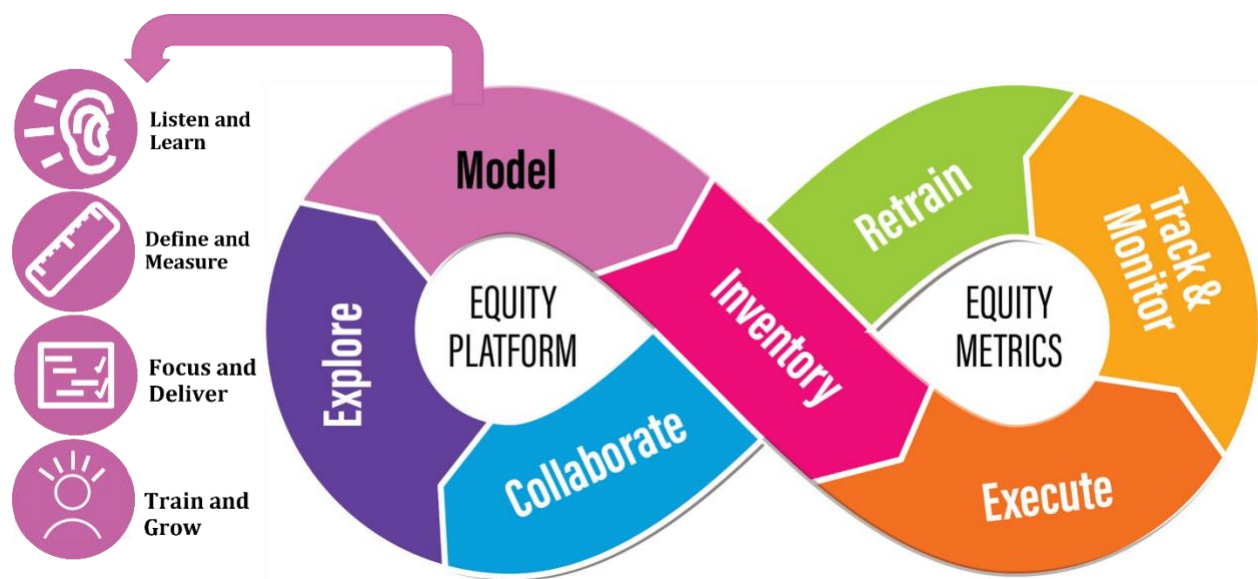 Listen and
Learn
Define and
Measure
Focus and
Deliver
Train and
Grow
Model
Explore
EQUITY
PLATFORM
Collaborate
Inventory
Retrain
Track &
Monitor
EQUITY
METRICS
Execute